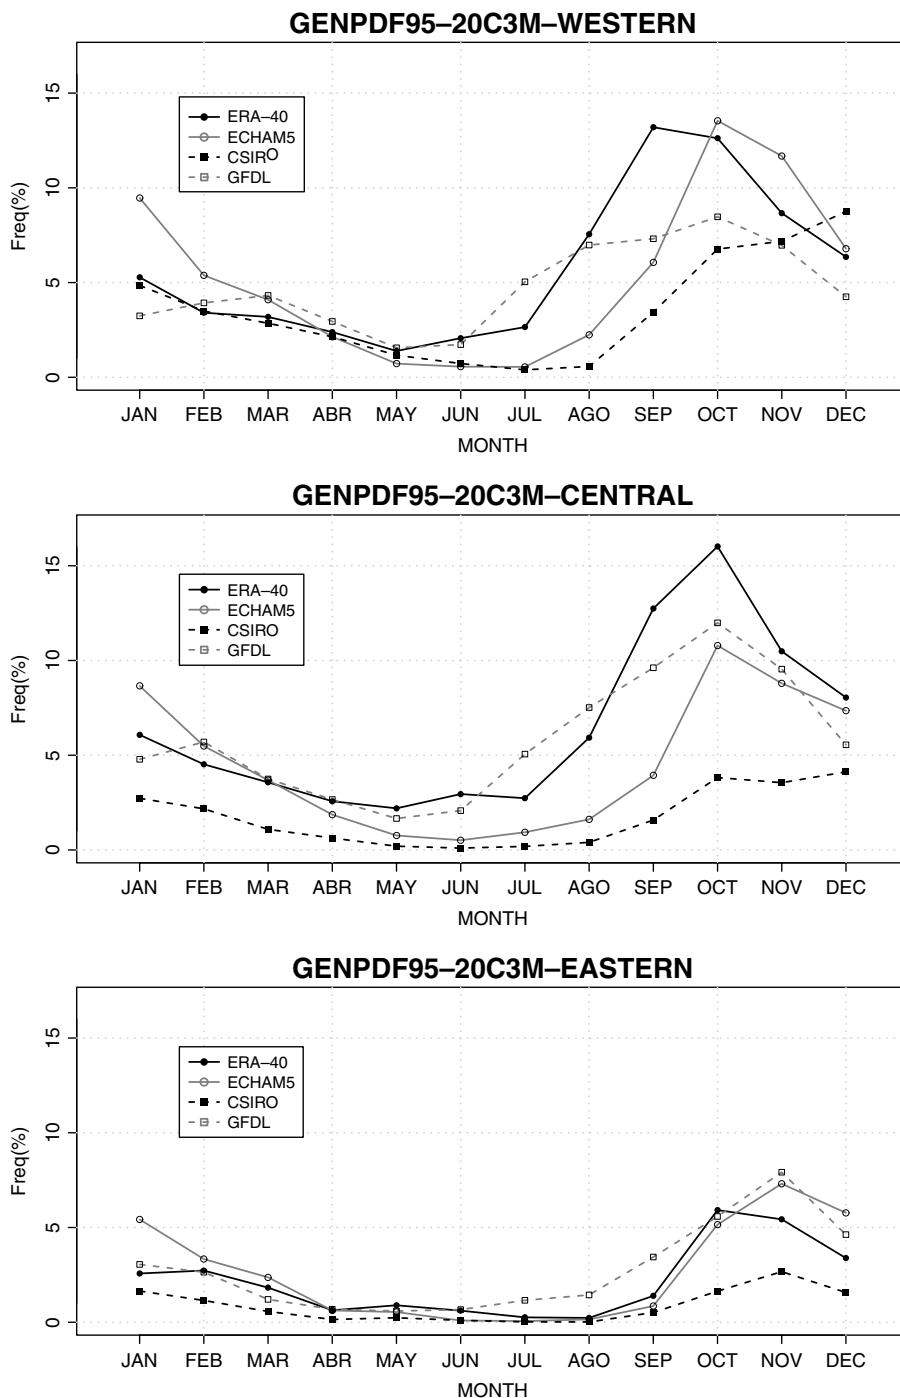 GENPDF95–20C3M–WESTERN
15
10
5
0
Freq(%)
ERA–40
ECHAM5
CSIRO
GFDL
JAN FEB MAR ABR MAY JUN JUL AGO SEP OCT NOV DEC
MONTH
GENPDF95–20C3M–CENTRAL
15
10
5
0
Freq(%)
ERA–40
ECHAM5
CSIRO
GFDL
JAN FEB MAR ABR MAY JUN JUL AGO SEP OCT NOV DEC
MONTH
GENPDF95–20C3M–EASTERN
15
10
5
0
Freq(%)
ERA–40
ECHAM5
CSIRO
GFDL
JAN FEB MAR ABR MAY JUN JUL AGO SEP OCT NOV DEC
MONTH